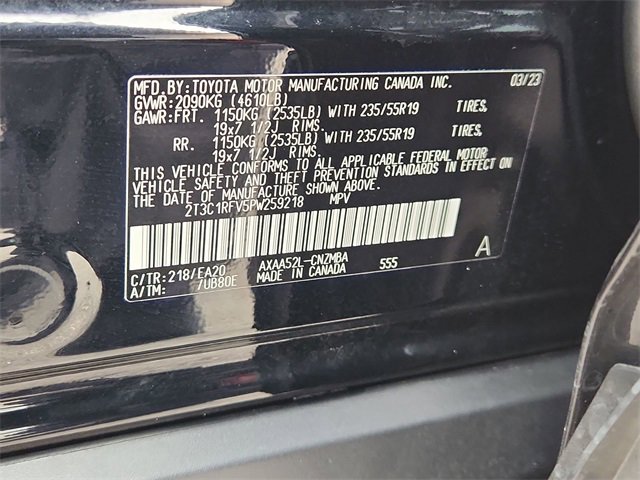 MFD.BY:TOYOTA MOTOR MANUFACTURING CANADA INC. 03/23
GVWR:2090KG (4610LB)
GAWR:FRT. 1150KG (2535LB) WITH 235/55R19 TIRES.
19x7 1/2J RIMS.
RR. 1150KG (2535LB) WITH 235/55R19 TIRES.
19x7 1/2J RIMS.
THIS VEHICLE CONFORMS TO ALL APPLICABLE FEDERAL MOTOR
VEHICLE SAFETY AND THEFT PREVENTION STANDARDS IN EFFECT ON
THE DATE OF MANUFACTURE SHOWN ABOVE.
2T3C1RFV5PW259218 MPV
C/TR:218/EA20 AXAA52L-CNZMBA 555 A
A/TM: /UB80E MADE IN CANADA